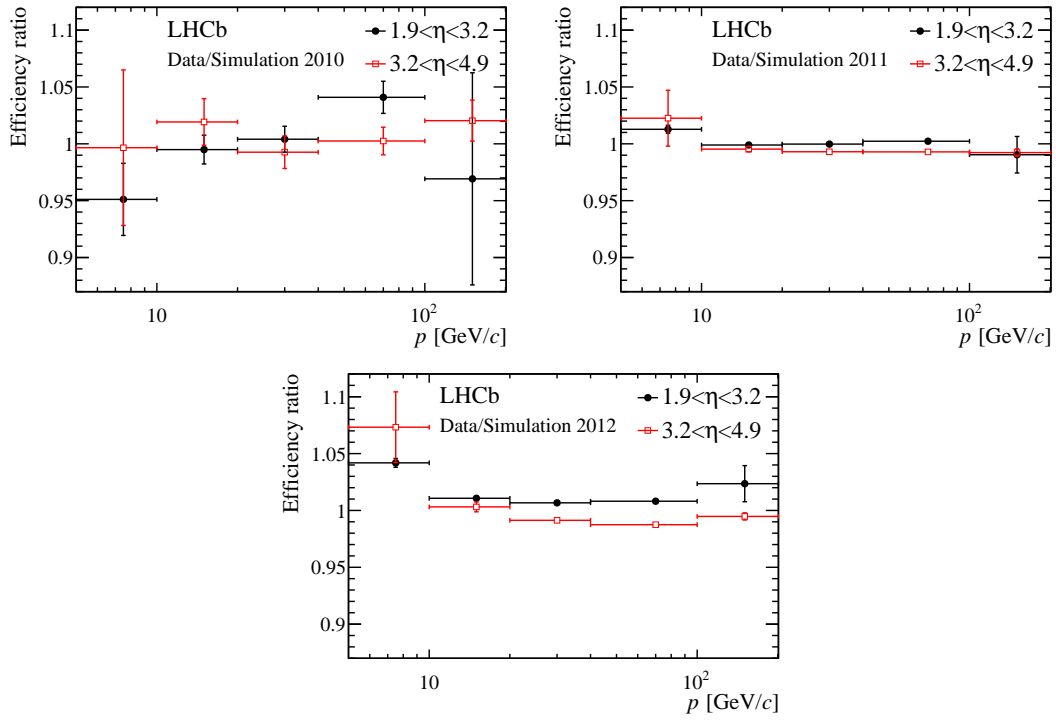 Efficiency ratio
1.1
1.05
1
0.95
0.9
LHCb
Data/Simulation 2010
1.9<η<3.2
3.2<η<4.9
10
10²
p [GeV/c]
Efficiency ratio
1.1
1.05
1
0.95
0.9
LHCb
Data/Simulation 2011
1.9<η<3.2
3.2<η<4.9
10
10²
p [GeV/c]
Efficiency ratio
1.1
1.05
1
0.95
0.9
LHCb
Data/Simulation 2012
1.9<η<3.2
3.2<η<4.9
10
10²
p [GeV/c]